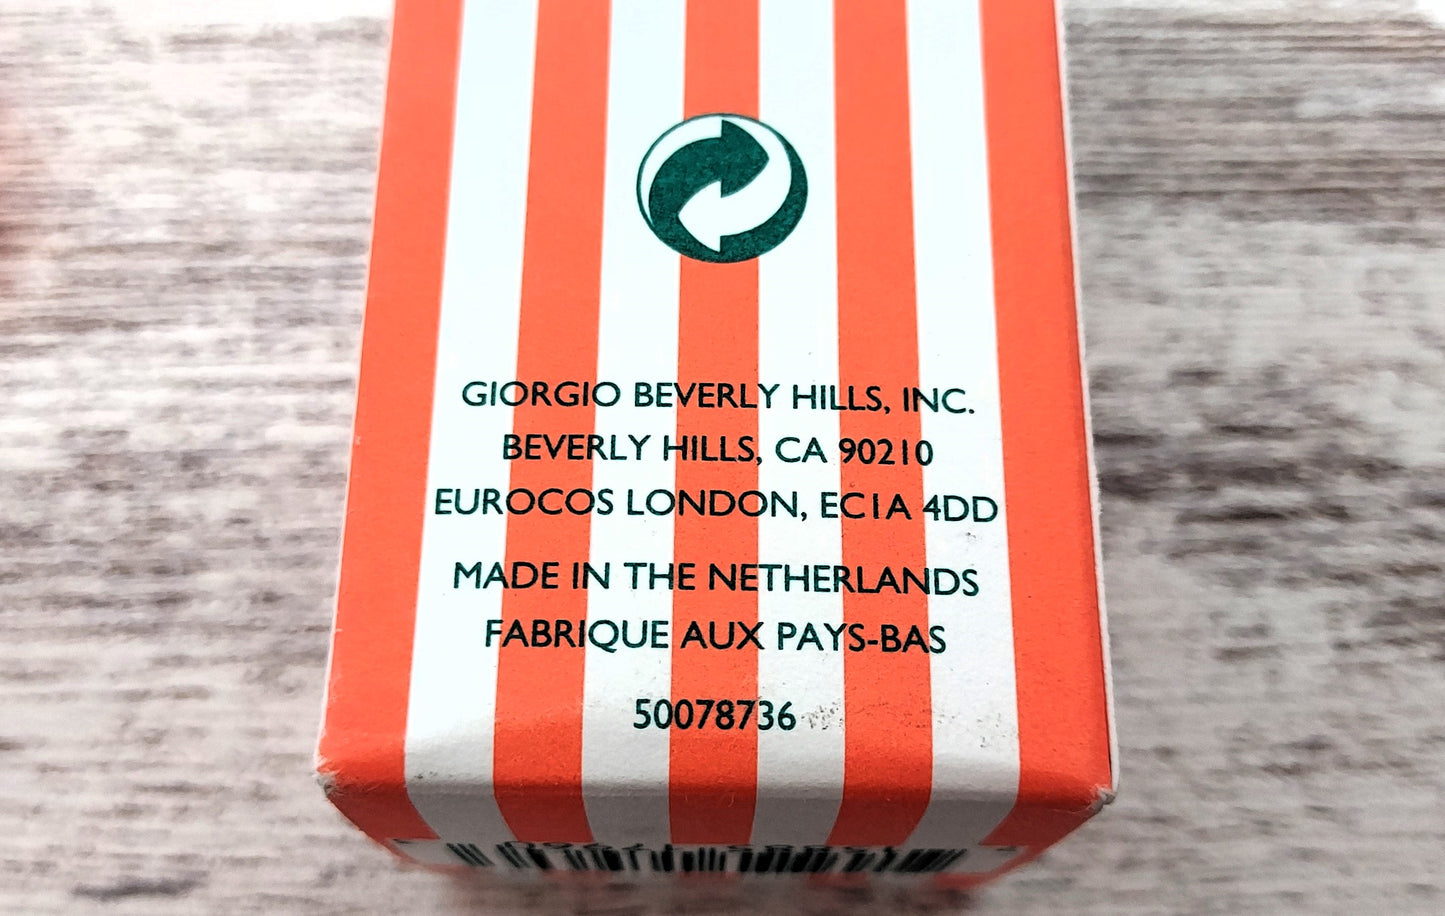 GIORGIO BEVERLY HILLS, INC.
BEVERLY HILLS, CA 90210
EUROCOS LONDON, EC1A 4DD
MADE IN THE NETHERLANDS
FABRIQUE AUX PAYS-BAS
50078736